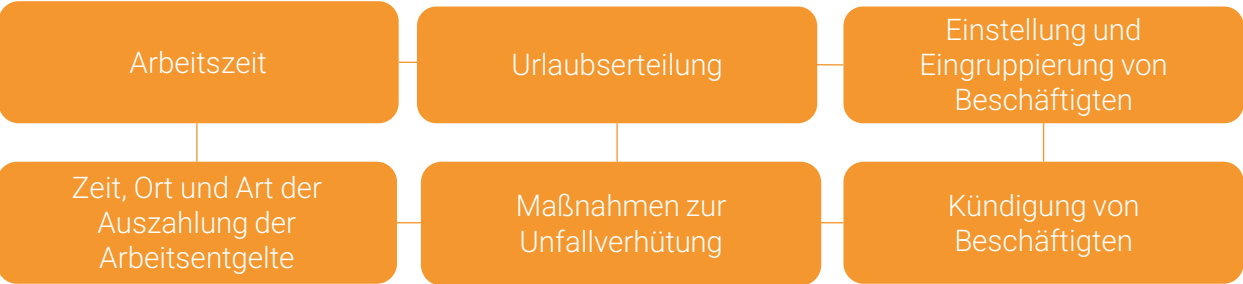 Arbeitszeit
Urlaubserteilung
Einstellung und
Eingruppierung von
Beschäftigten
Zeit, Ort und Art der
Auszahlung der
Arbeitsentgelte
Maßnahmen zur
Unfallverhütung
Kündigung von
Beschäftigten